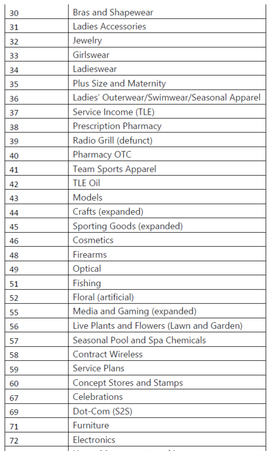 30 Bras and Shapewear
31 Ladies Accessories
32 Jewelry
33 Girlswear
34 Ladieswear
35 Plus Size and Maternity
36 Ladies' Outerwear/Swimwear/Seasonal Apparel
37 Service Income (TLE)
38 Prescription Pharmacy
39 Radio Grill (defunct)
40 Pharmacy OTC
41 Team Sports Apparel
42 TLE Oil
43 Models
44 Crafts (expanded)
45 Sporting Goods (expanded)
46 Cosmetics
48 Firearms
49 Optical
51 Fishing
52 Floral (artificial)
55 Media and Gaming (expanded)
56 Live Plants and Flowers (Lawn and Garden)
57 Seasonal Pool and Spa Chemicals
58 Contract Wireless
59 Service Plans
60 Concept Stores and Stamps
67 Celebrations
69 Dot-Com (S2S)
71 Furniture
72 Electronics